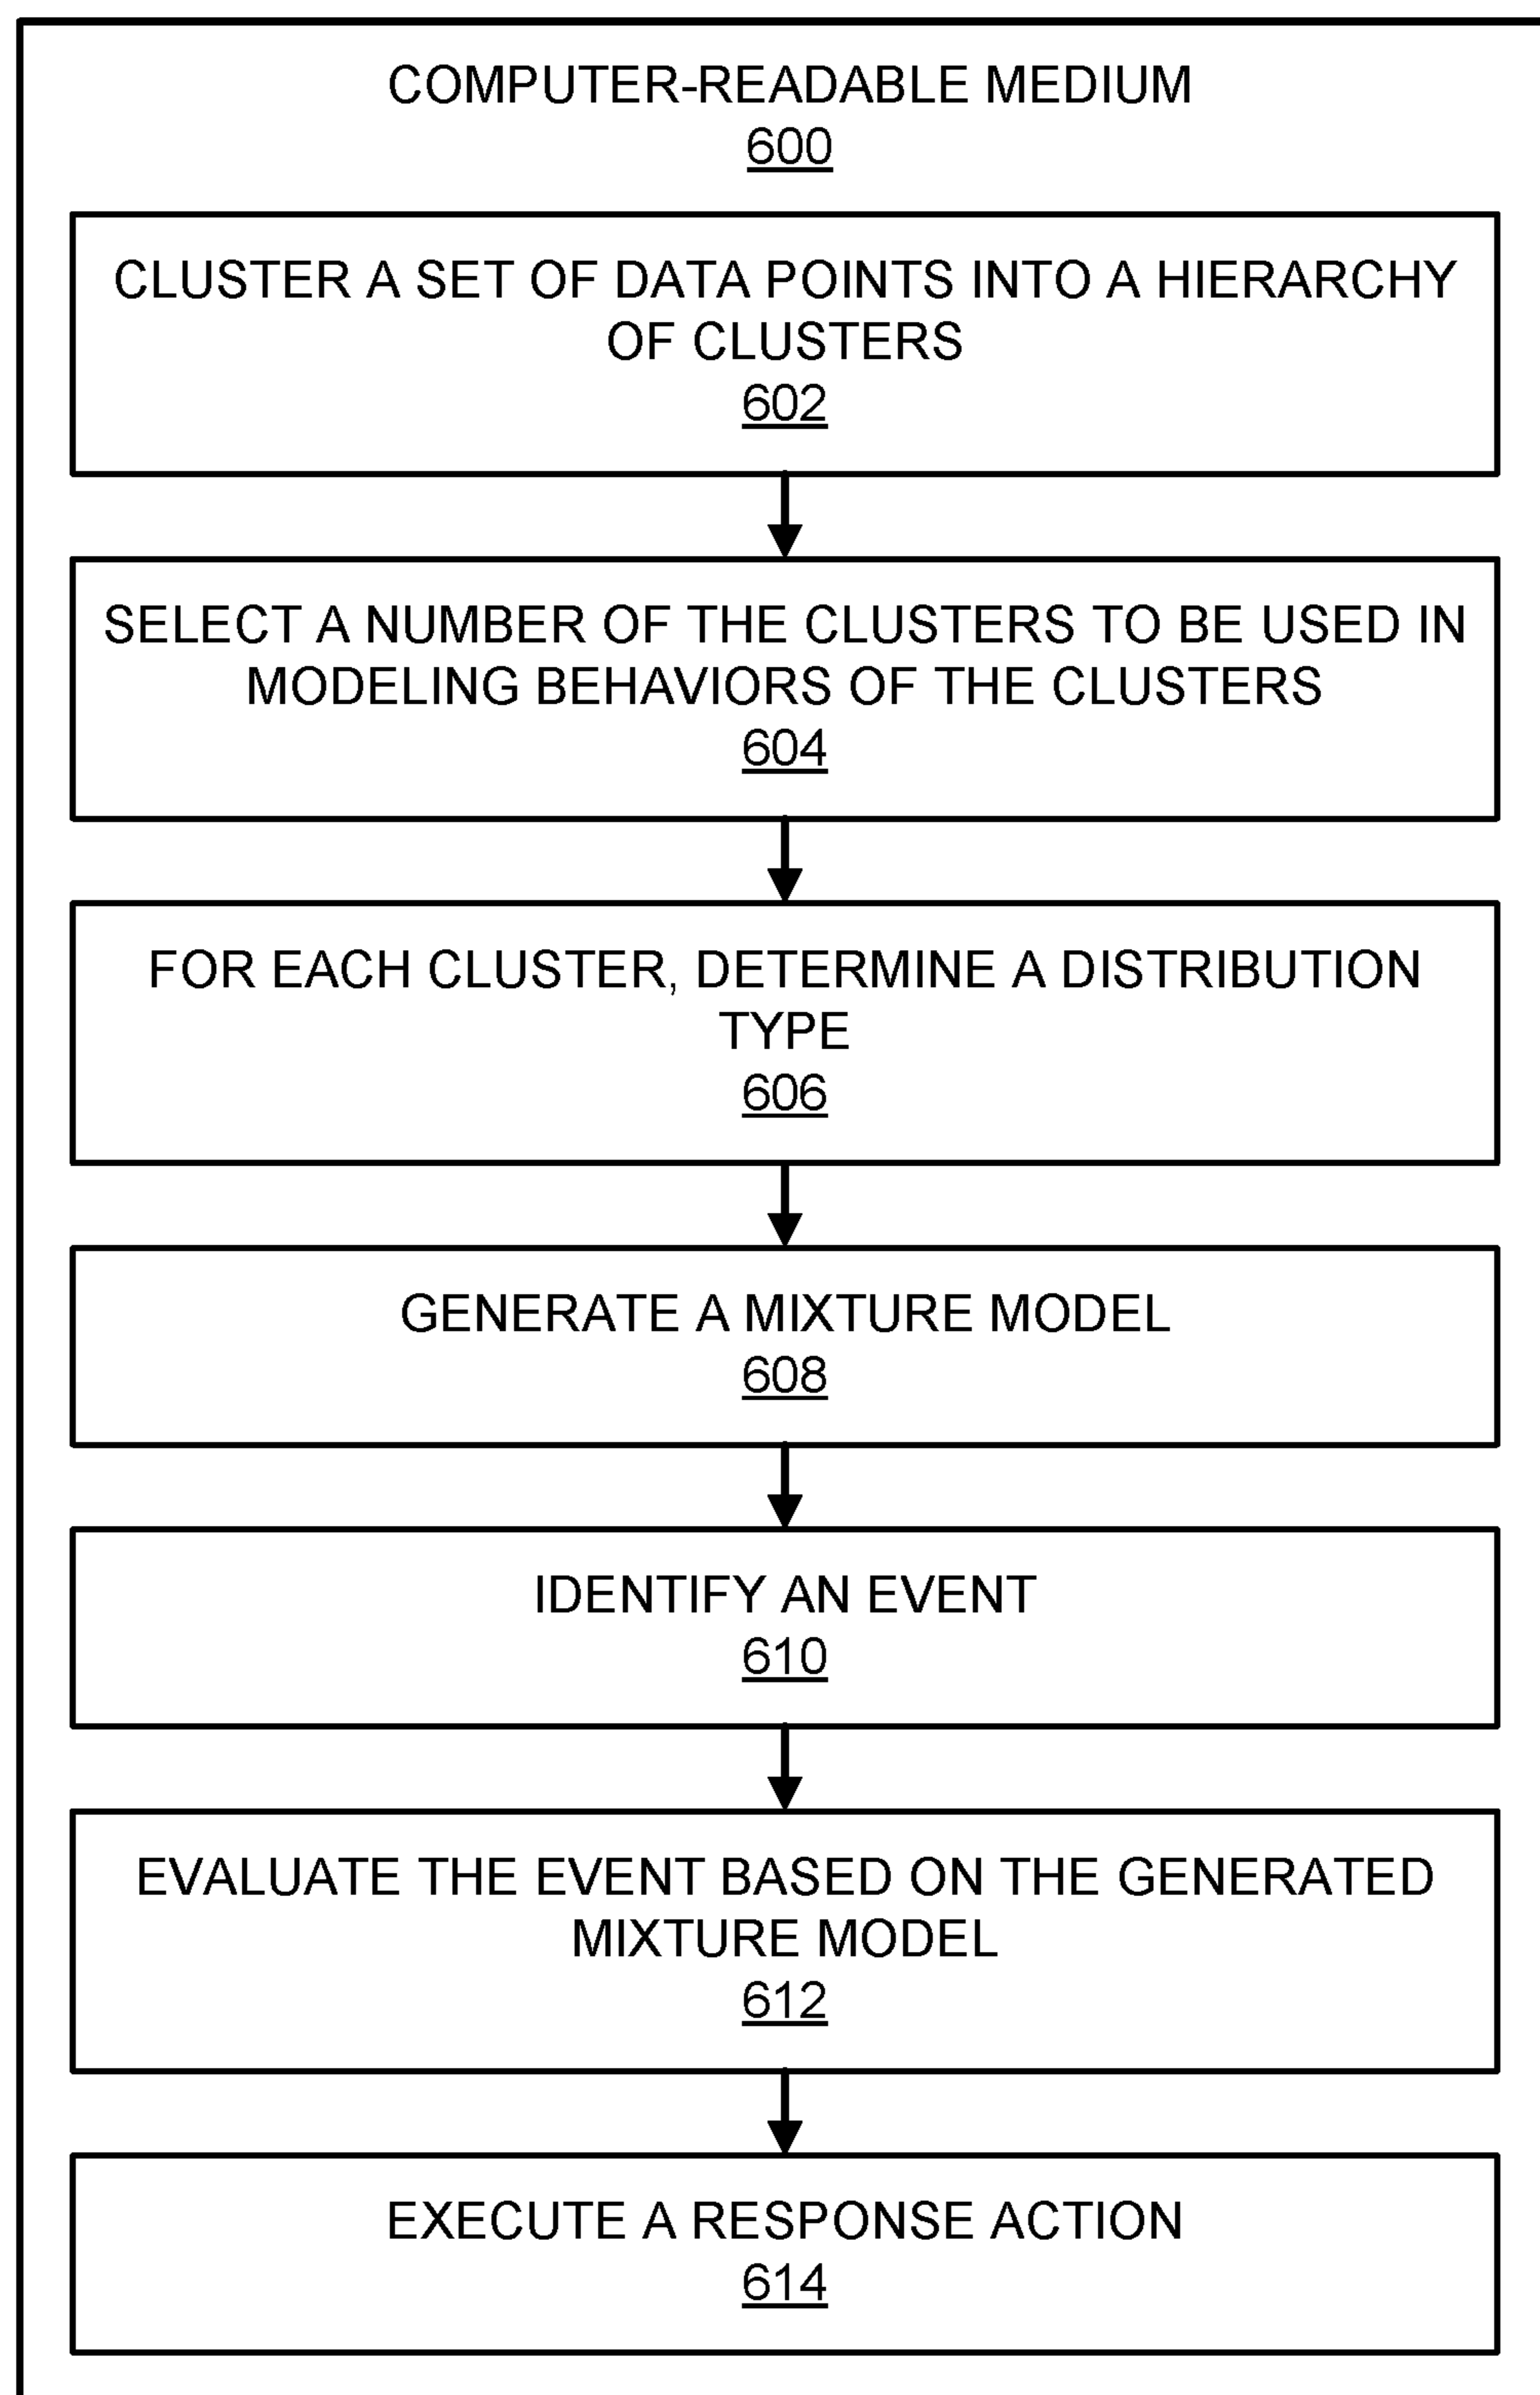 COMPUTER-READABLE MEDIUM
600
CLUSTER A SET OF DATA POINTS INTO A HIERARCHY
OF CLUSTERS
602
SELECT A NUMBER OF THE CLUSTERS TO BE USED IN
MODELING BEHAVIORS OF THE CLUSTERS
604
FOR EACH CLUSTER, DETERMINE A DISTRIBUTION
TYPE
606
GENERATE A MIXTURE MODEL
608
IDENTIFY AN EVENT
610
EVALUATE THE EVENT BASED ON THE GENERATED
MIXTURE MODEL
612
EXECUTE A RESPONSE ACTION
614